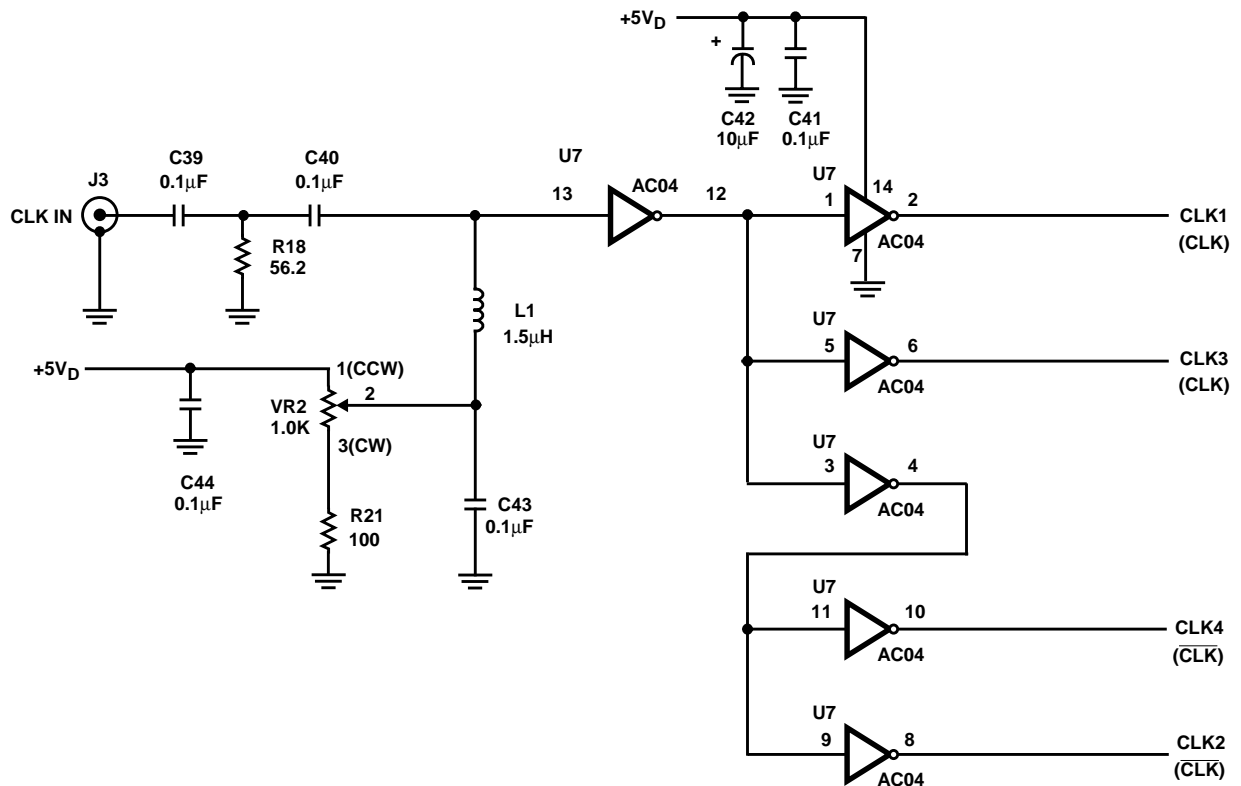 +5VD
+
C42
10μF
C41
0.1μF
C39
0.1μF
C40
0.1μF
J3
CLK IN
R18
56.2
U7
13
AC04
12
U7
14
1
2
AC04
7
CLK1
(CLK)
L1
1.5μH
U7
5
6
AC04
CLK3
(CLK)
+5VD
1(CCW)
2
VR2
1.0K
3(CW)
C44
0.1μF
R21
100
C43
0.1μF
U7
3
4
AC04
U7
11
10
AC04
CLK4
(C̅L̅K̅)
U7
9
8
AC04
CLK2
(C̅L̅K̅)